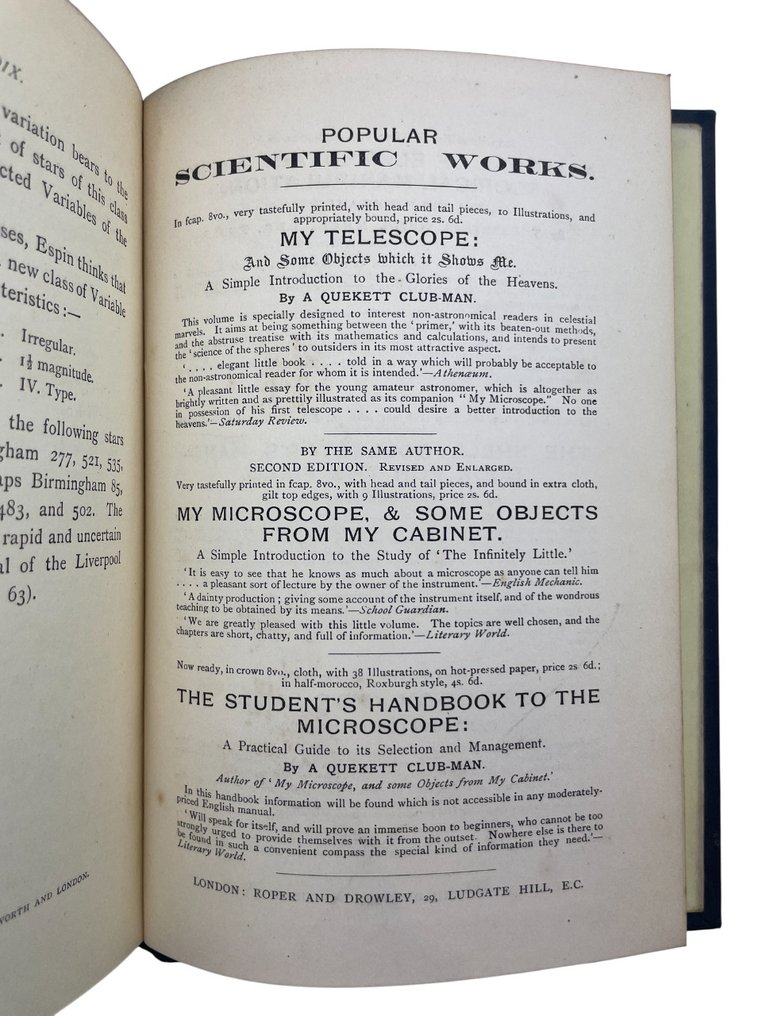 DIX.
variation bears to the
of stars of this class
cted Variables of the
ses, Espin thinks that
new class of Variable
teristics :—
Irregular.
1½ magnitude.
IV. Type.
the following stars
gham 277, 521, 535,
aps Birmingham 85,
483, and 502. The
rapid and uncertain
al of the Liverpool
63).
WORTH AND LONDON.
POPULAR
SCIENTIFIC WORKS.
In fcap. 8vo., very tastefully printed, with head and tail pieces, 10 Illustrations, and
appropriately bound, price 2s. 6d.
MY TELESCOPE:
And Some Objects which it Shows Me.
A Simple Introduction to the Glories of the Heavens.
By A QUEKETT CLUB-MAN.
This volume is specially designed to interest non-astronomical readers in celestial
marvels. It aims at being something between the 'primer,' with its beaten-out methods,
and the abstruse treatise with its mathematics and calculations, and intends to present
the 'science of the spheres' to outsiders in its most attractive aspect.
'. . . . elegant little book . . . . told in a way which will probably be acceptable to
the non-astronomical reader for whom it is intended.'—Athenæum.
'A pleasant little essay for the young amateur astronomer, which is altogether as
brightly written and as prettily illustrated as its companion "My Microscope." No one
in possession of his first telescope . . . . could desire a better introduction to the
heavens.'—Saturday Review.
BY THE SAME AUTHOR.
SECOND EDITION. REVISED AND ENLARGED.
Very tastefully printed in fcap. 8vo., with head and tail pieces, and bound in extra cloth,
gilt top edges, with 9 Illustrations, price 2s. 6d.
MY MICROSCOPE, & SOME OBJECTS
FROM MY CABINET.
A Simple Introduction to the Study of 'The Infinitely Little.'
'It is easy to see that he knows as much about a microscope as anyone can tell him
. . . . a pleasant sort of lecture by the owner of the instrument.'—English Mechanic.
'A dainty production; giving some account of the instrument itself, and of the wondrous
teaching to be obtained by its means.'—School Guardian.
'We are greatly pleased with this little volume. The topics are well chosen, and the
chapters are short, chatty, and full of information.'—Literary World.
Now ready, in crown 8vo., cloth, with 38 Illustrations, on hot-pressed paper, price 2s 6d.;
in half-morocco, Roxburgh style, 4s. 6d.
THE STUDENT'S HANDBOOK TO THE
MICROSCOPE:
A Practical Guide to its Selection and Management.
By A QUEKETT CLUB-MAN.
Author of 'My Microscope, and some Objects from My Cabinet.'
In this handbook information will be found which is not accessible in any moderately-
priced English manual.
'Will speak for itself, and will prove an immense boon to beginners, who cannot be too
strongly urged to provide themselves with it from the outset. Nowhere else is there to
be found in such a convenient compass the special kind of information they need.'—
Literary World.
LONDON: ROPER AND DROWLEY, 29, LUDGATE HILL, E.C.